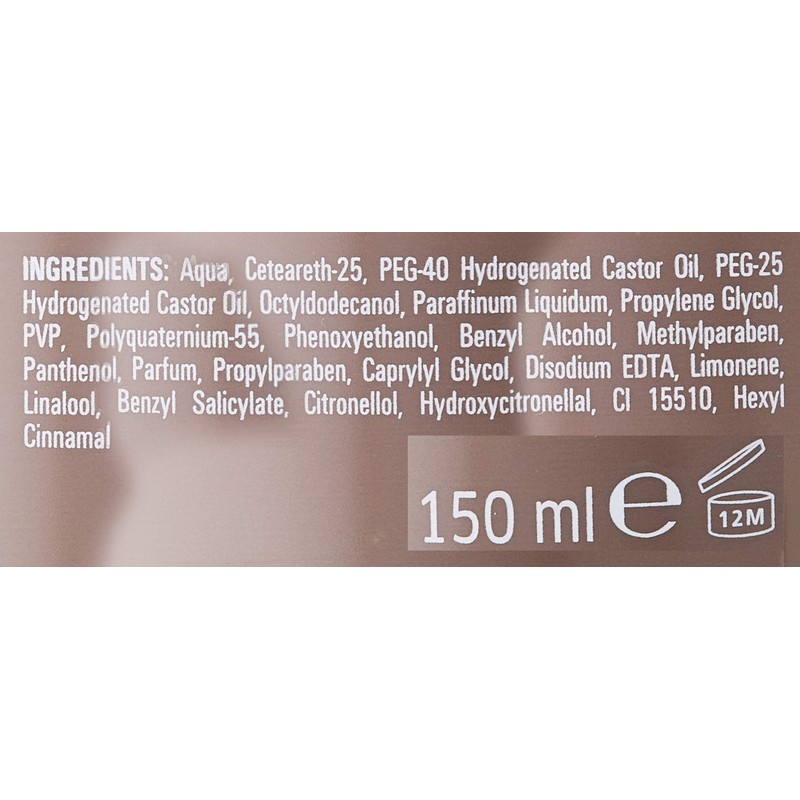 INGREDIENTS: Aqua, Ceteareth-25, PEG-40 Hydrogenated Castor Oil, PEG-25
Hydrogenated Castor Oil, Octyldodecanol, Paraffinum Liquidum, Propylene Glycol,
PVP, Polyquaternium-55, Phenoxyethanol, Benzyl Alcohol, Methylparaben,
Panthenol, Parfum, Propylparaben, Caprylyl Glycol, Disodium EDTA, Limonene,
Linalool, Benzyl Salicylate, Citronellol, Hydroxycitronellal, CI 15510, Hexyl
Cinnamal
150 ml ℮
12M